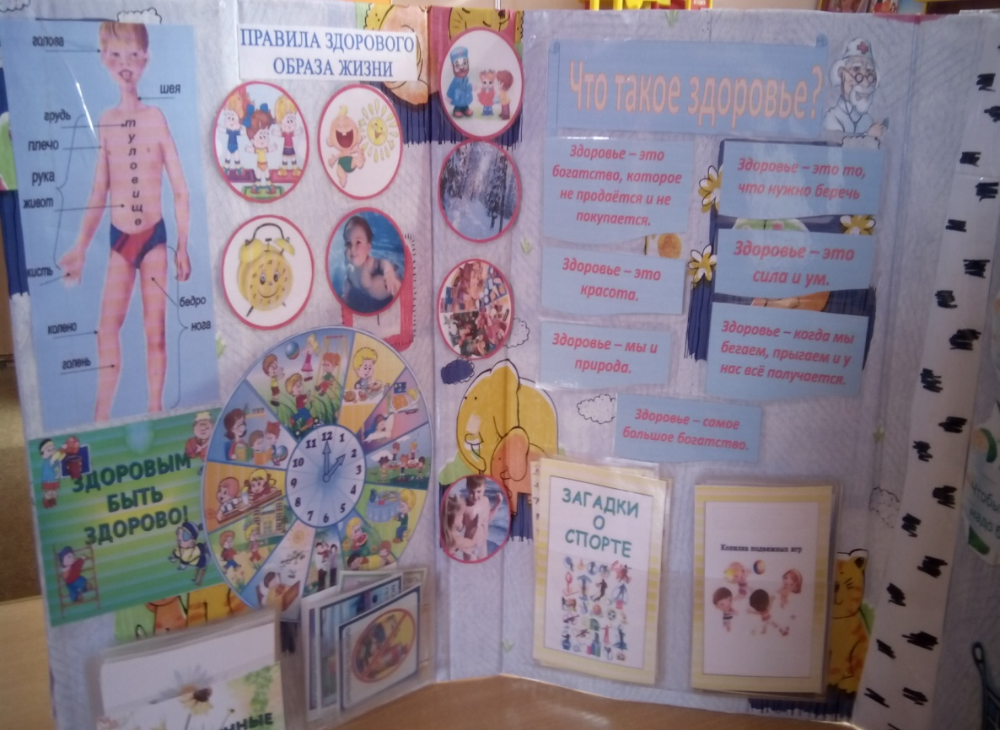 голова
шея
грудь
плечо
рука
живот
туловище
кисть
бедро
нога
колено
голень
ПРАВИЛА ЗДОРОВОГО
ОБРАЗА ЖИЗНИ
ЗДОРОВЫМ
БЫТЬ
ЗДОРОВО!
12
1
2
3
4
5
6
7
8
9
10
11
Что такое здоровье?
Здоровье – это
богатство, которое
не продаётся и не
покупается.
Здоровье – это то,
что нужно беречь
Здоровье – это
красота.
Здоровье – это
сила и ум.
Здоровье – мы и
природа.
Здоровье – когда мы
бегаем, прыгаем и у
нас всё получается.
Здоровье – самое
большое богатство.
ЗАГАДКИ
О
СПОРТЕ
Копилка подвижных игр